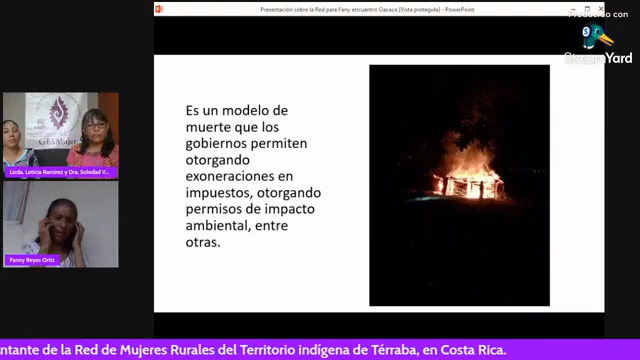 Presentación sobre la Red para Fany encuentro Oaxaca [Vista protegida] - PowerPoint
Producido con
StreamYard
Es un modelo de
muerte que los
gobiernos permiten
otorgando
exoneraciones en
impuestos, otorgando
permisos de impacto
ambiental, entre
otras.
GESMujer
Licda. Leticia Ramírez y Dra. Soledad V...
Fanny Reyes Ortiz
ntante de la Red de Mujeres Rurales del Territorio indígena de Térraba, en Costa Rica.